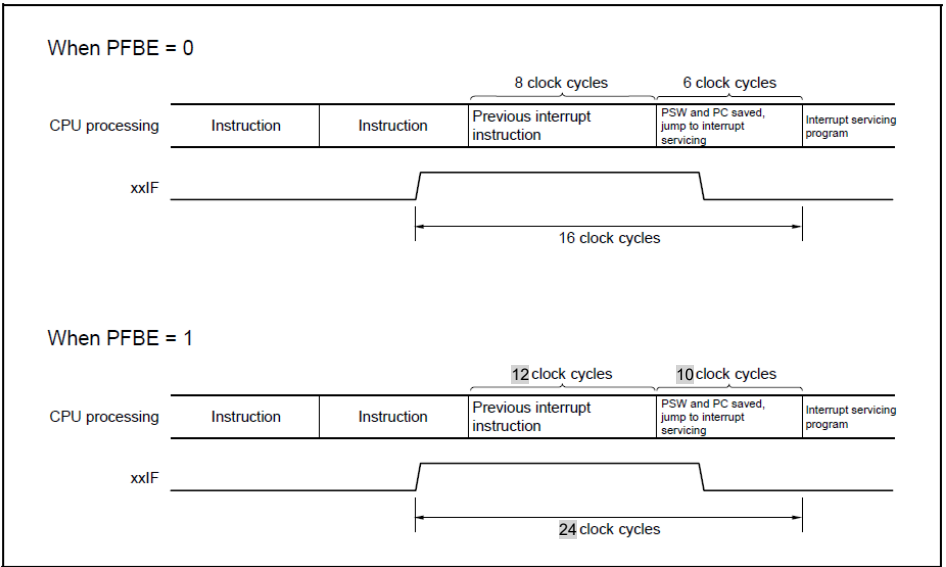 When PFBE = 0
8 clock cycles
6 clock cycles
CPU processing
Instruction
Instruction
Previous interrupt
instruction
PSW and PC saved,
jump to interrupt
servicing
Interrupt servicing
program
xxIF
16 clock cycles
When PFBE = 1
12 clock cycles
10 clock cycles
CPU processing
Instruction
Instruction
Previous interrupt
instruction
PSW and PC saved,
jump to interrupt
servicing
Interrupt servicing
program
xxIF
24 clock cycles